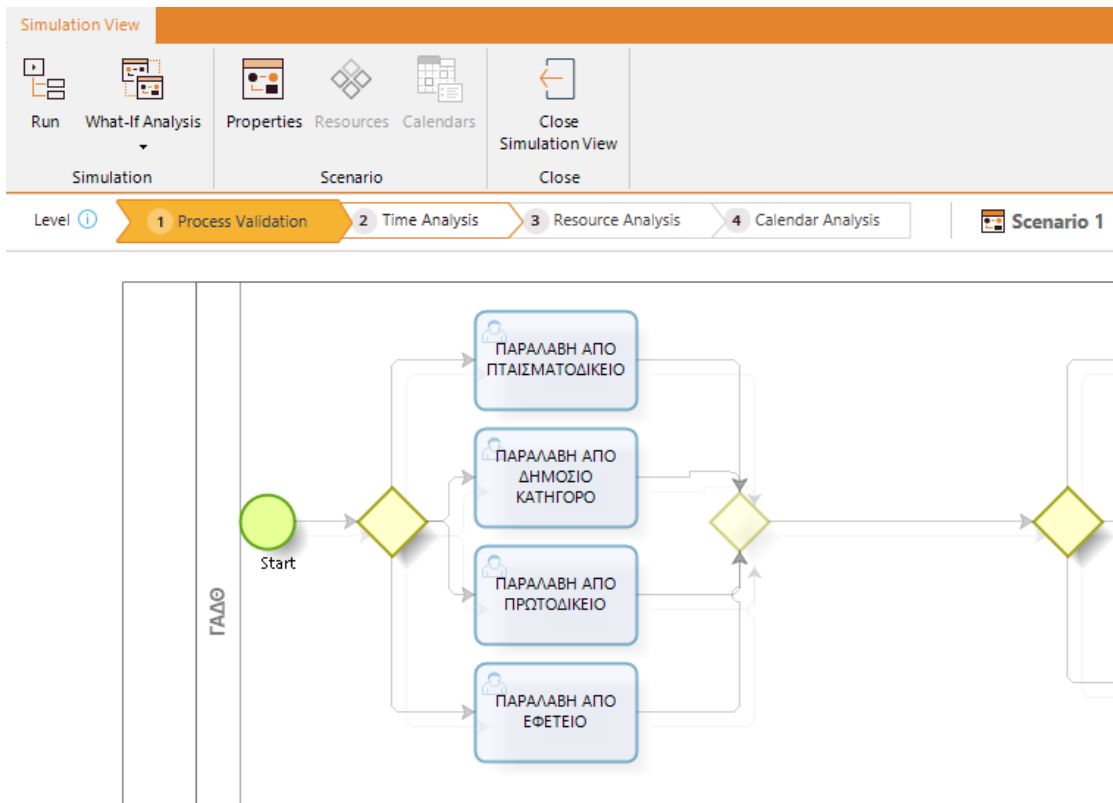 Simulation View
Run
What-If Analysis
Properties
Resources
Calendars
Close
Simulation View
Simulation
Scenario
Close
Level
1 Process Validation
2 Time Analysis
3 Resource Analysis
4 Calendar Analysis
Scenario 1
ΠΑΡΑΛΑΒΗ ΑΠΟ
ΠΤΑΙΣΜΑΤΟΔΙΚΕΙΟ
ΠΑΡΑΛΑΒΗ ΑΠΟ
ΔΗΜΟΣΙΟ
ΚΑΤΗΓΟΡΟ
Start
ΠΑΡΑΛΑΒΗ ΑΠΟ
ΠΡΩΤΟΔΙΚΕΙΟ
ΓΑΔΘ
ΠΑΡΑΛΑΒΗ ΑΠΟ
ΕΦΕΤΕΙΟ